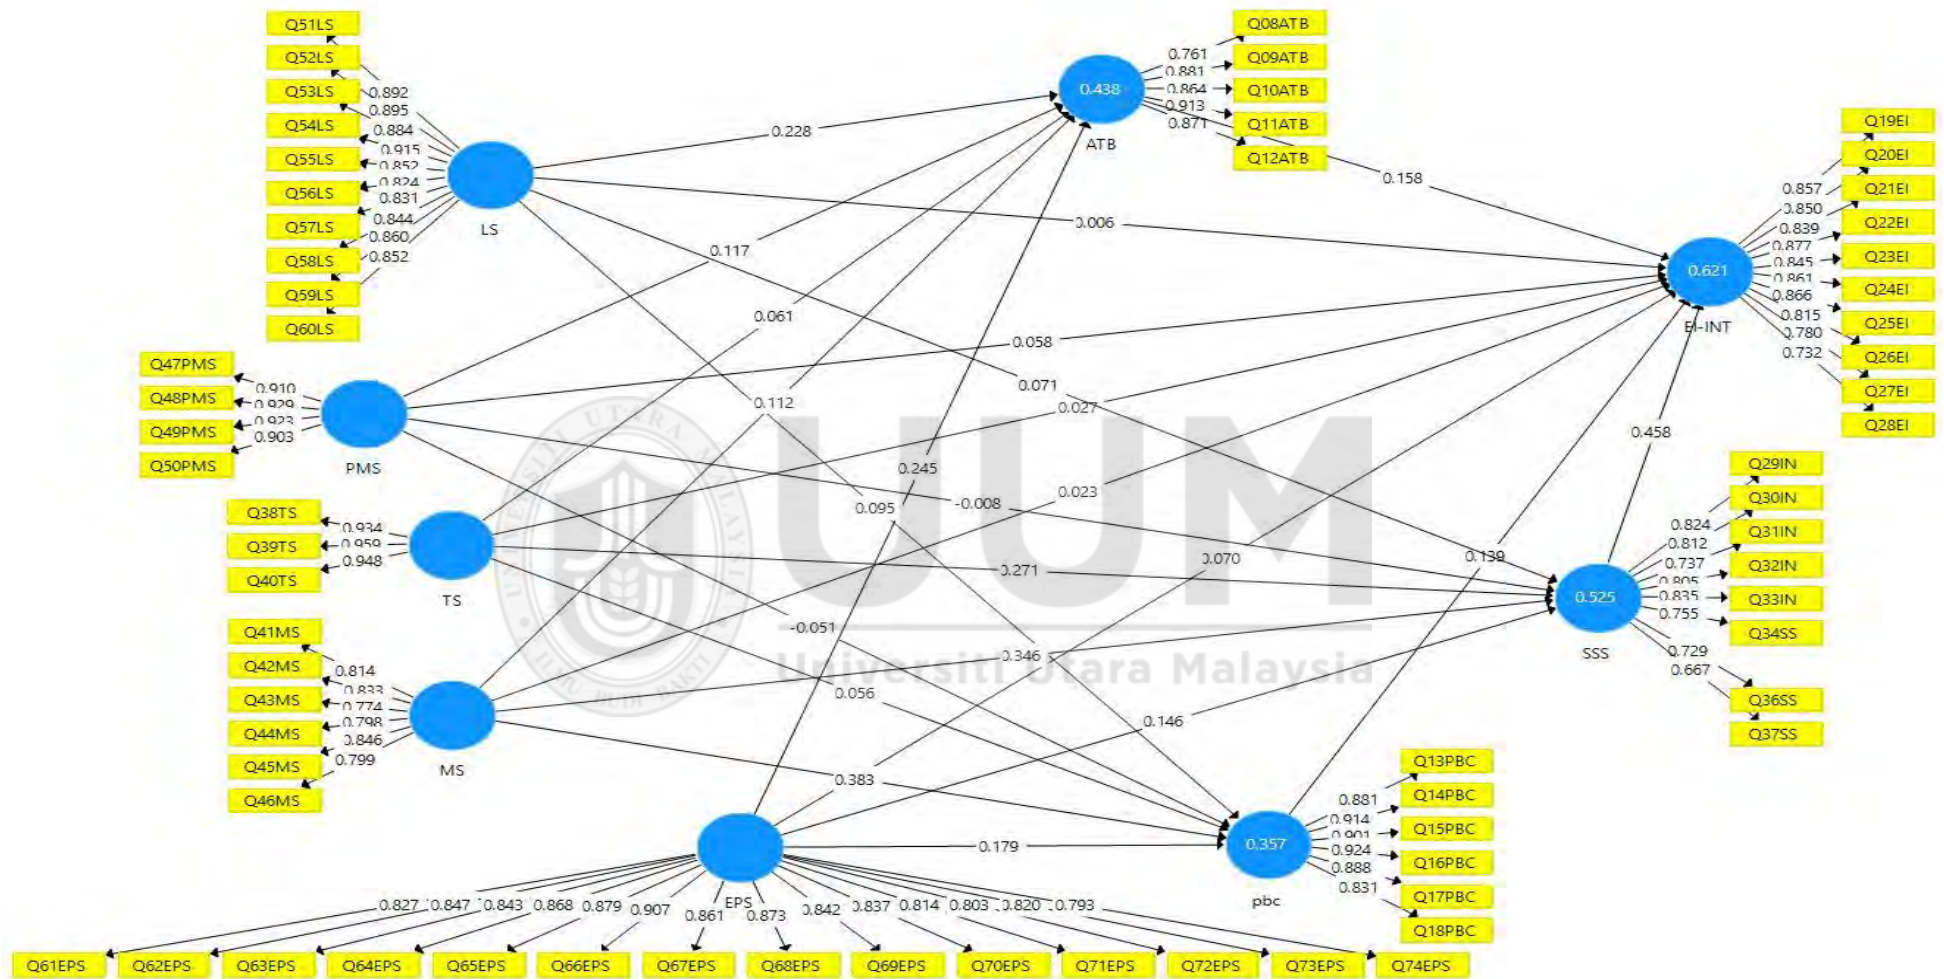 Q51LS
Q52LS
Q53LS
Q54LS
Q55LS
Q56LS
Q57LS
Q58LS
Q59LS
Q60LS
0.892
0.895
0.884
0.915
0.852
0.824
0.831
0.844
0.860
0.852
LS
Q47PMS
Q48PMS
Q49PMS
Q50PMS
0.910
0.929
0.923
0.903
PMS
Q38TS
Q39TS
Q40TS
0.934
0.959
0.948
TS
Q41MS
Q42MS
Q43MS
Q44MS
Q45MS
Q46MS
0.814
0.833
0.774
0.798
0.846
0.799
MS
0.228
0.117
0.061
0.112
0.245
0.006
0.058
0.071
0.027
0.023
0.095
-0.008
0.070
0.271
-0.051
0.346
0.056
0.146
0.383
0.179
0.158
0.139
0.458
0.438
ATB
0.761
0.881
0.864
0.913
0.871
Q08ATB
Q09ATB
Q10ATB
Q11ATB
Q12ATB
0.621
EI-INT
0.857
0.850
0.839
0.877
0.845
0.861
0.866
0.815
0.780
0.732
Q19EI
Q20EI
Q21EI
Q22EI
Q23EI
Q24EI
Q25EI
Q26EI
Q27EI
Q28EI
0.525
SSS
0.824
0.812
0.737
0.805
0.835
0.755
0.729
0.667
Q29IN
Q30IN
Q31IN
Q32IN
Q33IN
Q34SS
Q36SS
Q37SS
0.357
pbc
0.881
0.914
0.901
0.924
0.888
0.831
Q13PBC
Q14PBC
Q15PBC
Q16PBC
Q17PBC
Q18PBC
EPS
0.827 0.847 0.843 0.868 0.879 0.907 0.861 0.873 0.842 0.837 0.814 0.803 0.820 0.793
Q61EPS Q62EPS Q63EPS Q64EPS Q65EPS Q66EPS Q67EPS Q68EPS Q69EPS Q70EPS Q71EPS Q72EPS Q73EPS Q74EPS
UUM
Universiti Utara Malaysia
UNIVERSITI UTARA MALAYSIA
ILMU BUDI BAKTI